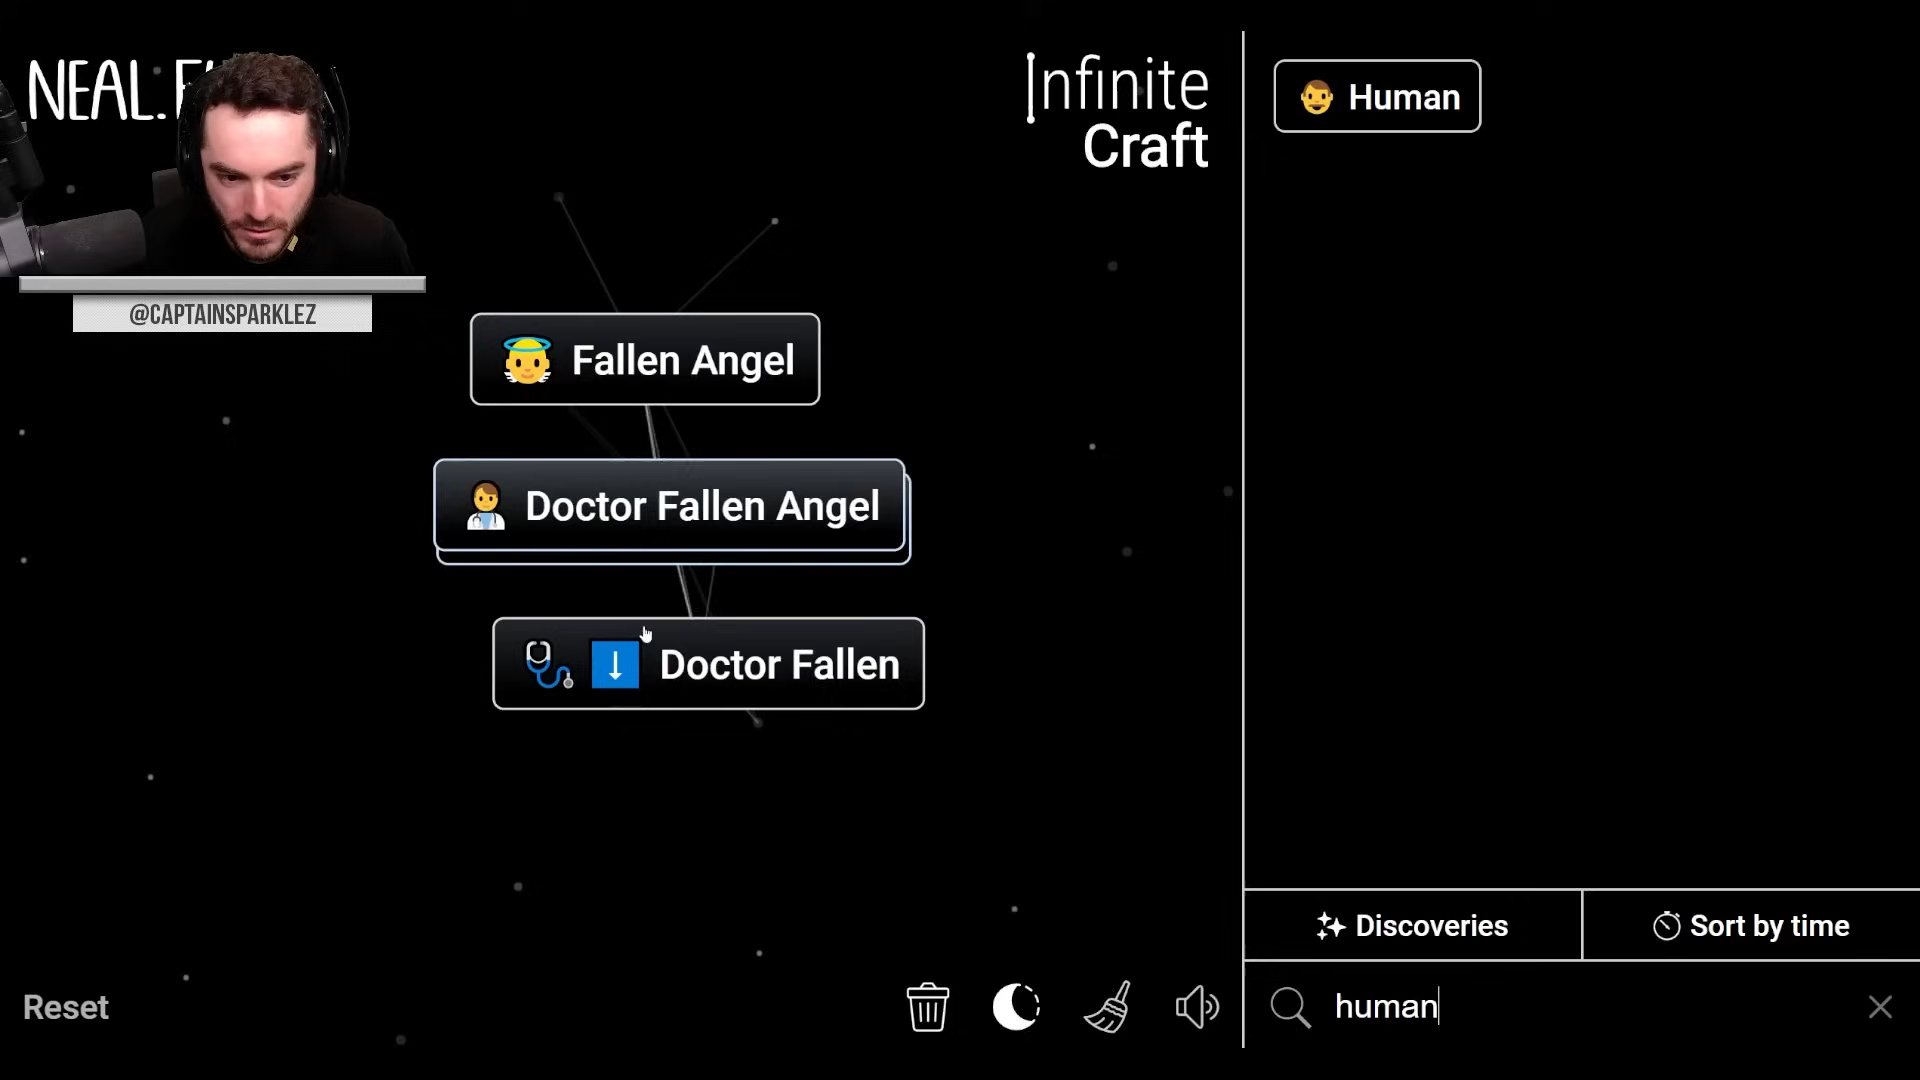 NEAL.
Infinite
Craft
Human
@CAPTAINSPARKLEZ
Fallen Angel
Doctor Fallen Angel
Doctor Fallen
Discoveries
Sort by time
Reset
human